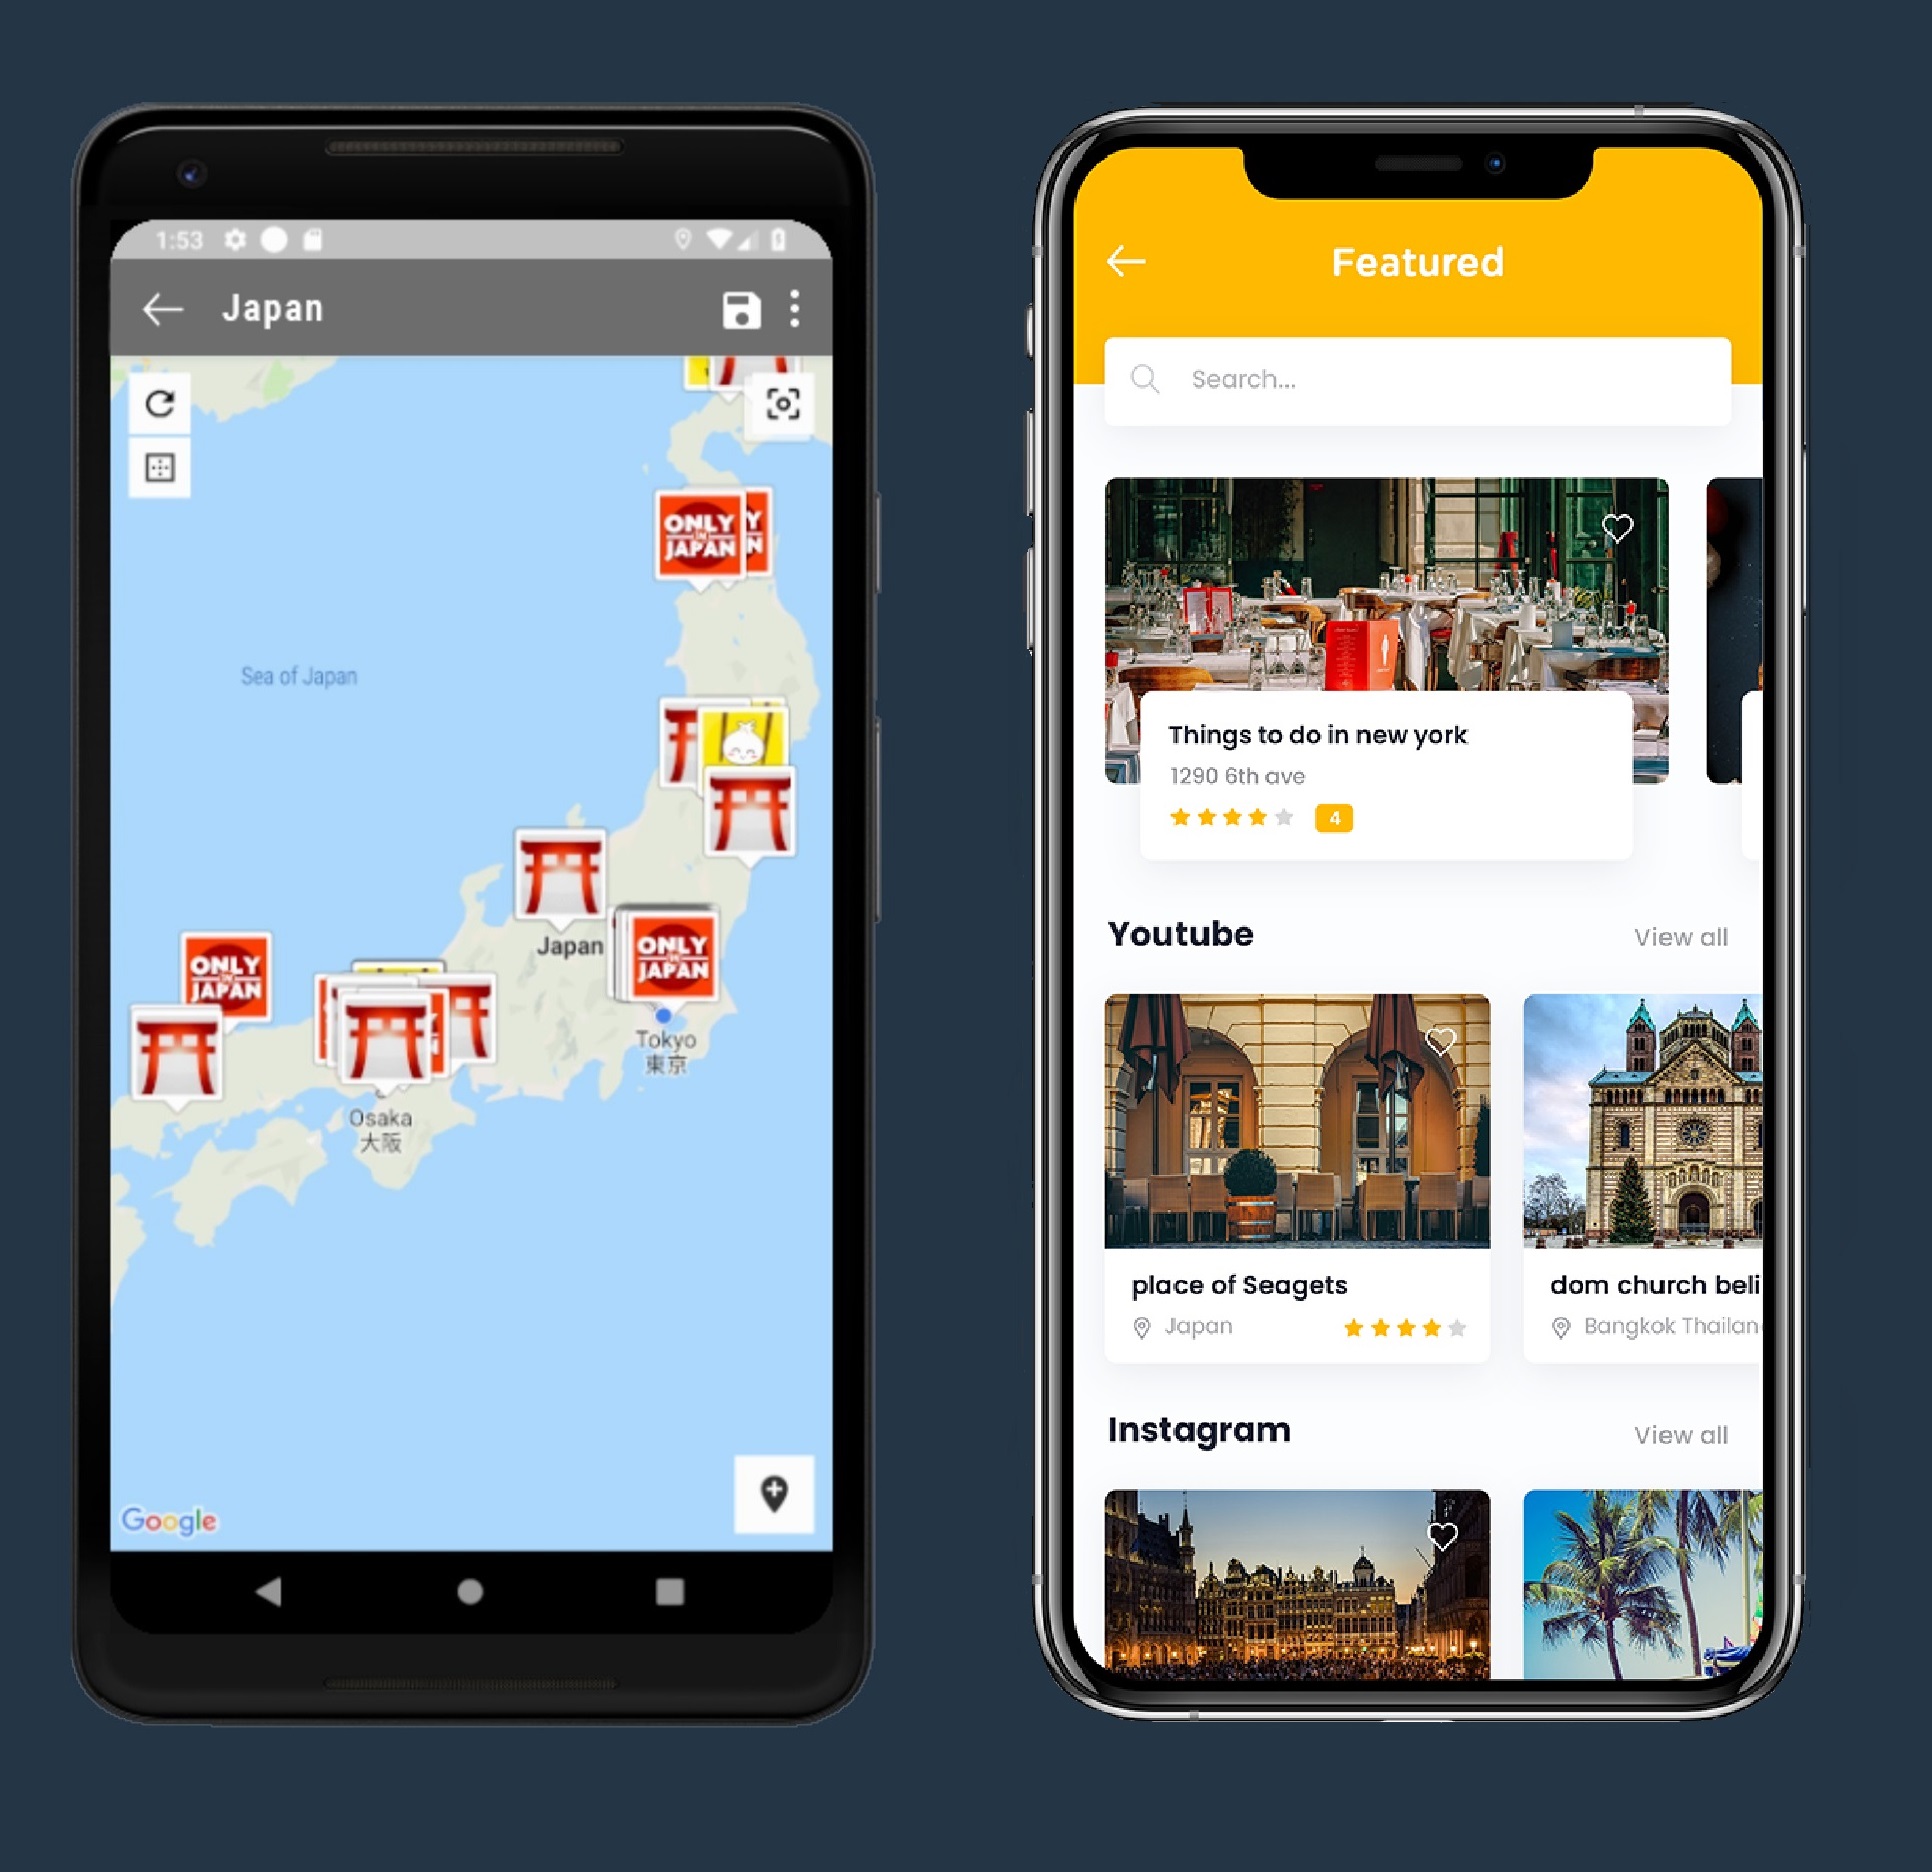 1:53
Japan
ONLY
IN
JAPAN
Y
N
Sea of Japan
Japan
ONLY
IN
JAPAN
ONLY
IN
JAPAN
Tokyo
東京
Osaka
大阪
Google
Featured
Search...
Things to do in new york
1290 6th ave
4
Youtube
View all
place of Seagets
Japan
dom church beli
Bangkok Thailan
Instagram
View all